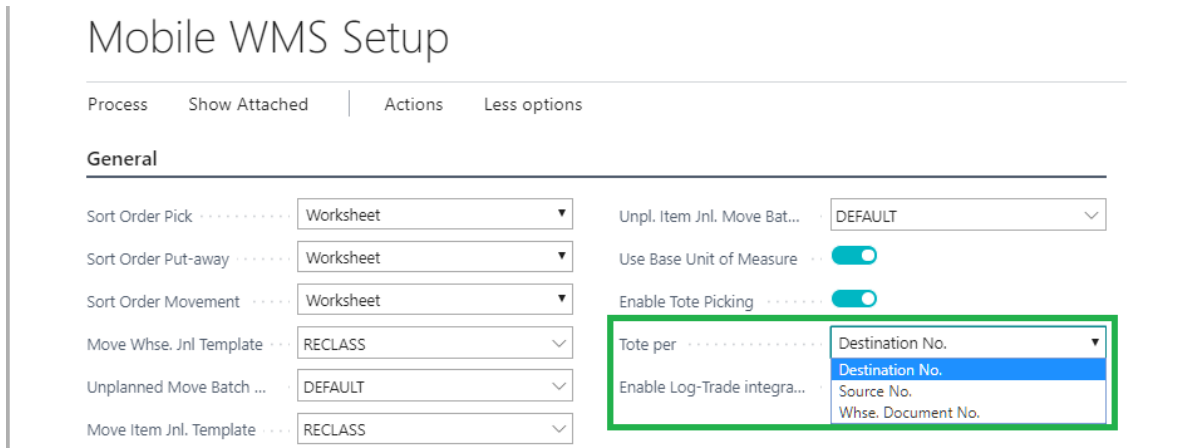 Mobile WMS Setup
Process Show Attached Actions Less options
General
Sort Order Pick Worksheet
Sort Order Put-away Worksheet
Sort Order Movement Worksheet
Move Whse. Jnl Template RECLASS
Unplanned Move Batch ... DEFAULT
Move Item Jnl. Template RECLASS
Unpl. Item Jnl. Move Bat... DEFAULT
Use Base Unit of Measure
Enable Tote Picking
Tote per Destination No.
Destination No.
Enable Log-Trade integra... Source No.
Whse. Document No.